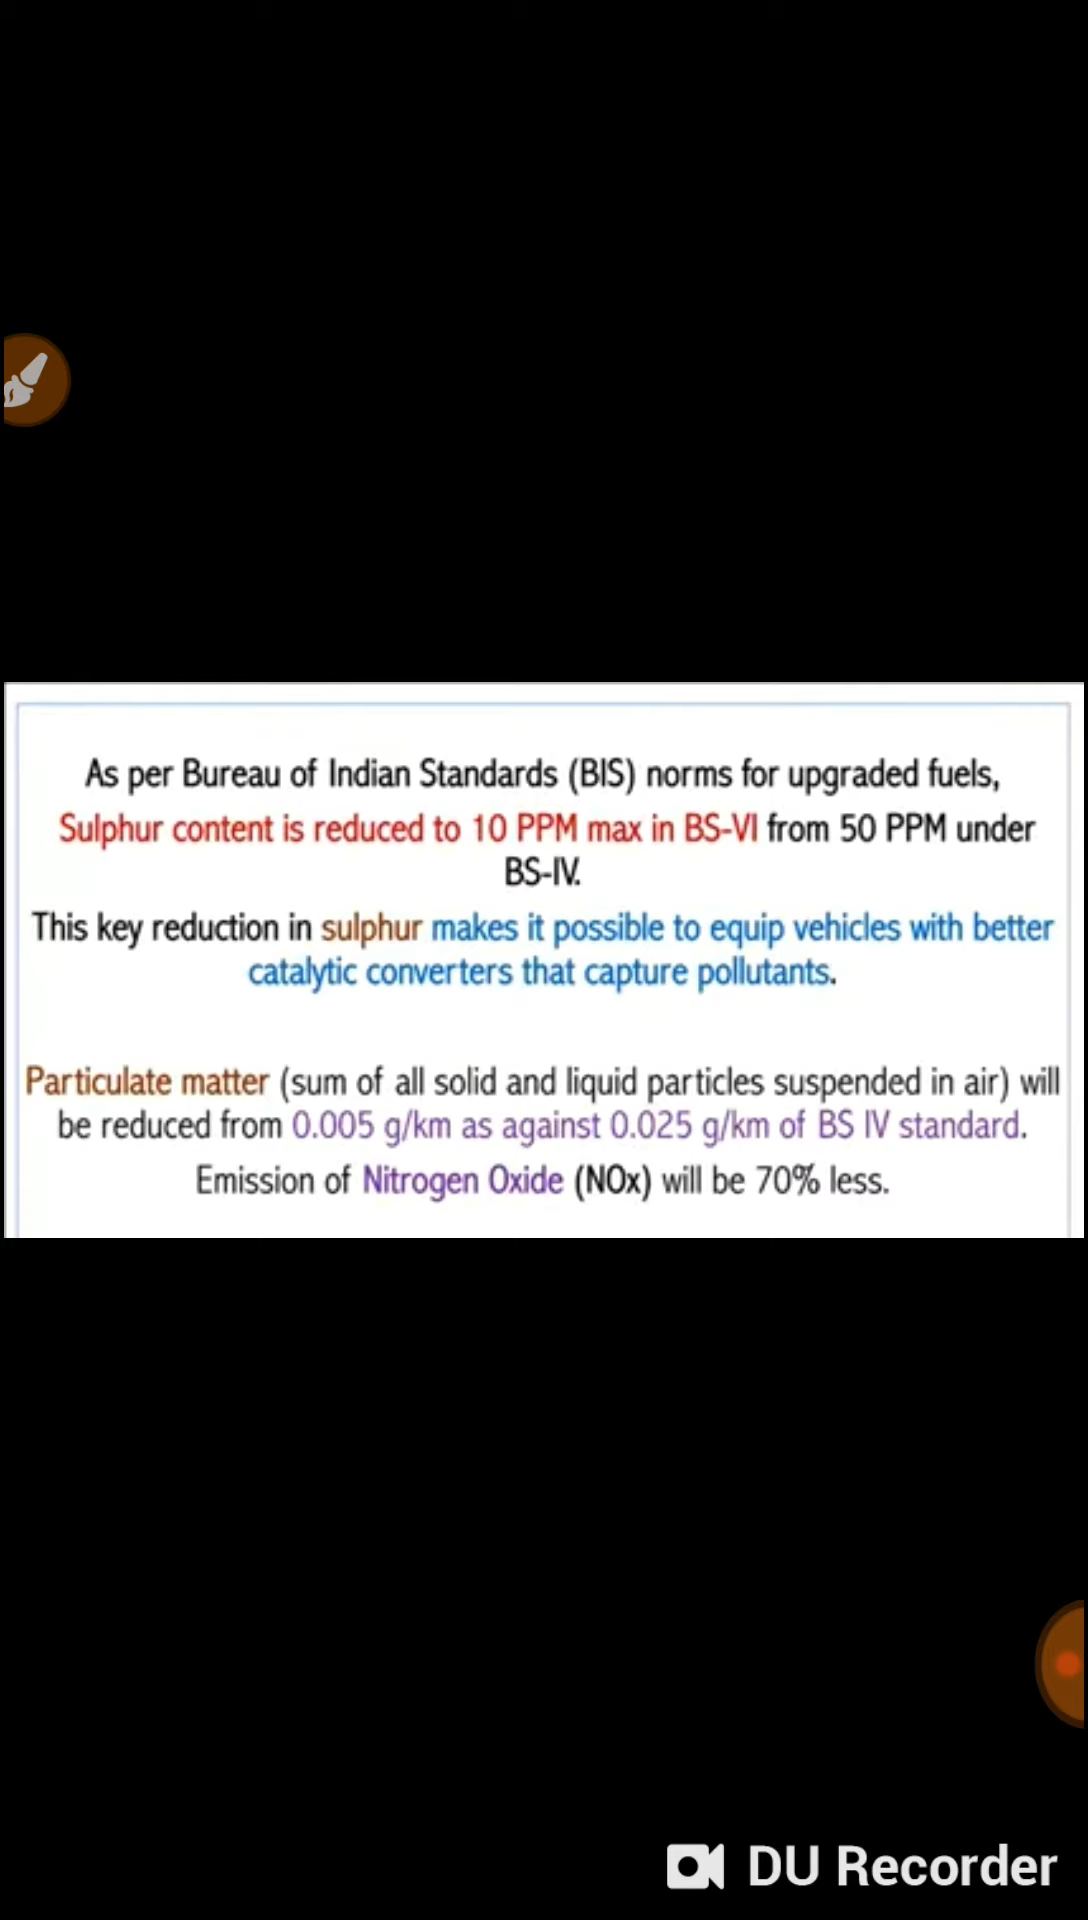 As per Bureau of Indian Standards (BIS) norms for upgraded fuels,
Sulphur content is reduced to 10 PPM max in BS-VI from 50 PPM under
BS-IV.
This key reduction in sulphur makes it possible to equip vehicles with better
catalytic converters that capture pollutants.
Particulate matter (sum of all solid and liquid particles suspended in air) will
be reduced from 0.005 g/km as against 0.025 g/km of BS IV standard.
Emission of Nitrogen Oxide (NOx) will be 70% less.
DU Recorder